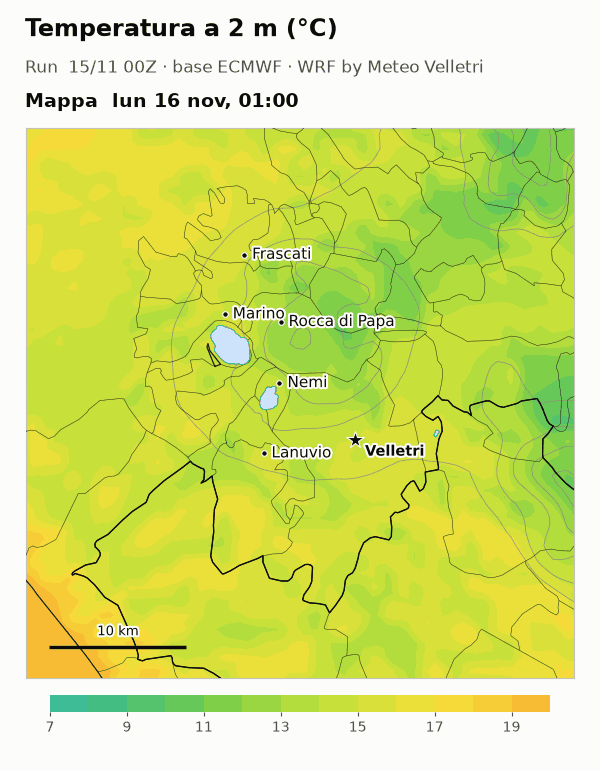 Temperatura a 2 m (°C)
Run  15/11 00Z · base ECMWF · WRF by Meteo Velletri
Mappa  lun 16 nov, 01:00
Frascati
Marino
Rocca di Papa
Nemi
Velletri
Lanuvio
10 km
7 9 11 13 15 17 19